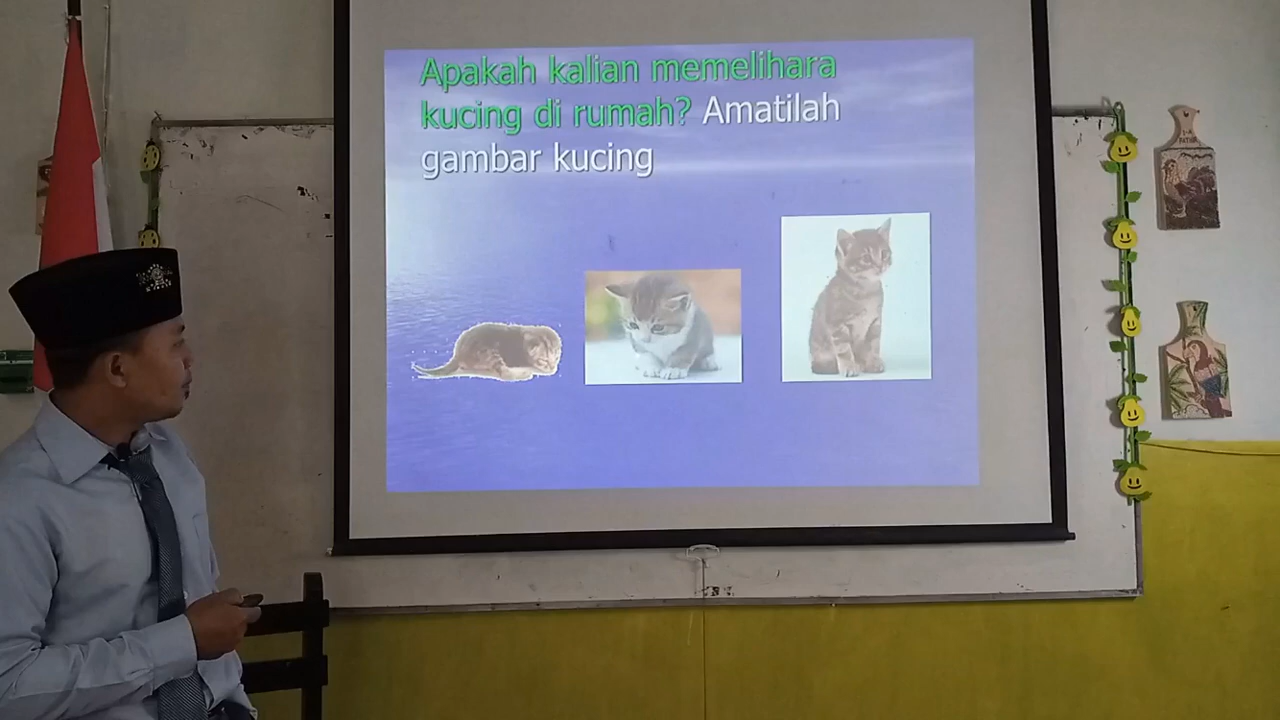 Apakah kalian memelihara
kucing di rumah? Amatilah
gambar kucing